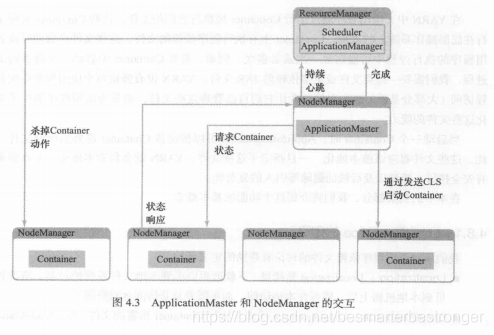 ResourceManager
Scheduler
ApplicationManager
持续
心跳
完成
NodeManager
ApplicationMaster
杀掉Container
动作
请求Container
状态
状态
响应
通过发送CLS
启动Container
NodeManager
Container
NodeManager
Container
NodeManager
NodeManager
Container
图 4.3 ApplicationMaster 和 NodeManager 的交互
https://blog.csdn.net/besmarterbestronger